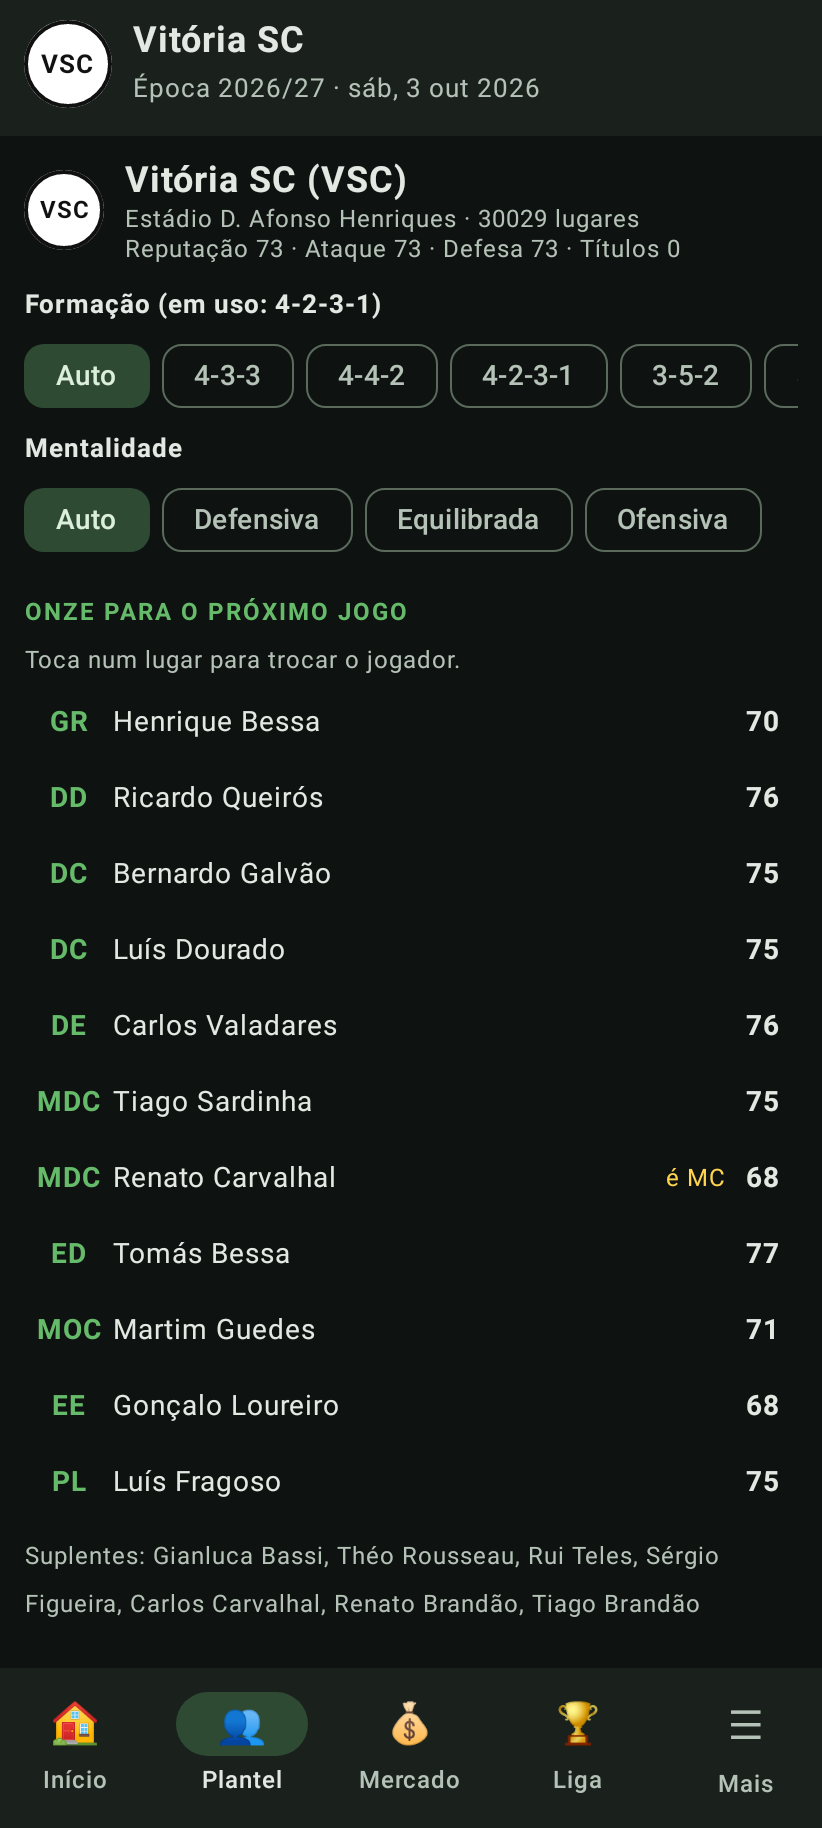 VSC
Vitória SC
Época 2026/27 · sáb, 3 out 2026
VSC
Vitória SC (VSC)
Estádio D. Afonso Henriques · 30029 lugares
Reputação 73 · Ataque 73 · Defesa 73 · Títulos 0
Formação (em uso: 4-2-3-1)
Auto 4-3-3 4-4-2 4-2-3-1 3-5-2
Mentalidade
Auto Defensiva Equilibrada Ofensiva
ONZE PARA O PRÓXIMO JOGO
Toca num lugar para trocar o jogador.
GR Henrique Bessa 70
DD Ricardo Queirós 76
DC Bernardo Galvão 75
DC Luís Dourado 75
DE Carlos Valadares 76
MDC Tiago Sardinha 75
MDC Renato Carvalhal é MC 68
ED Tomás Bessa 77
MOC Martim Guedes 71
EE Gonçalo Loureiro 68
PL Luís Fragoso 75
Suplentes: Gianluca Bassi, Théo Rousseau, Rui Teles, Sérgio
Figueira, Carlos Carvalhal, Renato Brandão, Tiago Brandão
Início Plantel Mercado Liga Mais